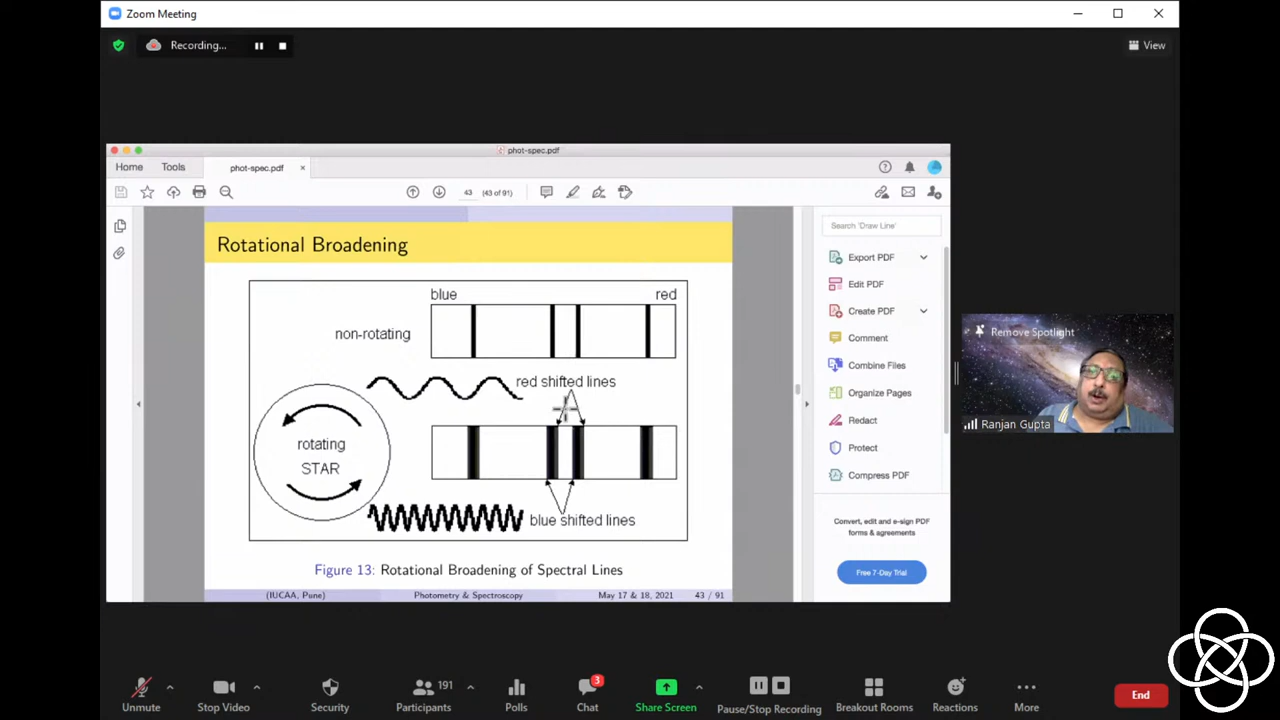 Zoom Meeting
Recording...
View
phot-spec.pdf
Home
Tools
phot-spec.pdf
43
(43 of 91)
Rotational Broadening
blue
red
non-rotating
red shifted lines
rotating
STAR
blue shifted lines
Figure 13: Rotational Broadening of Spectral Lines
(IUCAA, Pune)
Photometry & Spectroscopy
May 17 & 18, 2021
43 / 91
Search 'Draw Line'
Export PDF
Edit PDF
Create PDF
Comment
Combine Files
Organize Pages
Redact
Protect
Compress PDF
Convert, edit and e-sign PDF
forms & agreements
Free 7-Day Trial
Remove Spotlight
Ranjan Gupta
Unmute
Stop Video
Security
191
Participants
Polls
3
Chat
Share Screen
Pause/Stop Recording
Breakout Rooms
Reactions
More
End